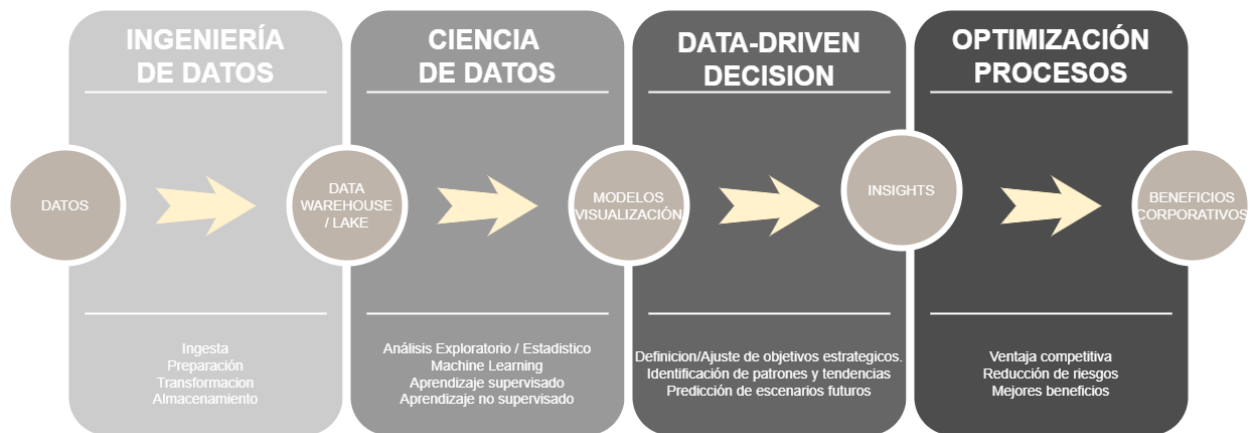 INGENIERÍA
DE DATOS
CIENCIA
DE DATOS
DATA-DRIVEN
DECISION
OPTIMIZACIÓN
PROCESOS
DATOS
DATA
WAREHOUSE
/ LAKE
MODELOS
VISUALIZACIÓN
INSIGHTS
BENEFICIOS
CORPORATIVOS
Ingesta
Preparación
Transformacion
Almacenamiento
Análisis Exploratorio / Estadistico
Machine Learning
Aprendizaje supervisado
Aprendizaje no supervisado
Definicion/Ajuste de objetivos estrategicos.
Identificación de patrones y tendencias
Predicción de escenarios futuros
Ventaja competitiva
Reducción de riesgos
Mejores beneficios